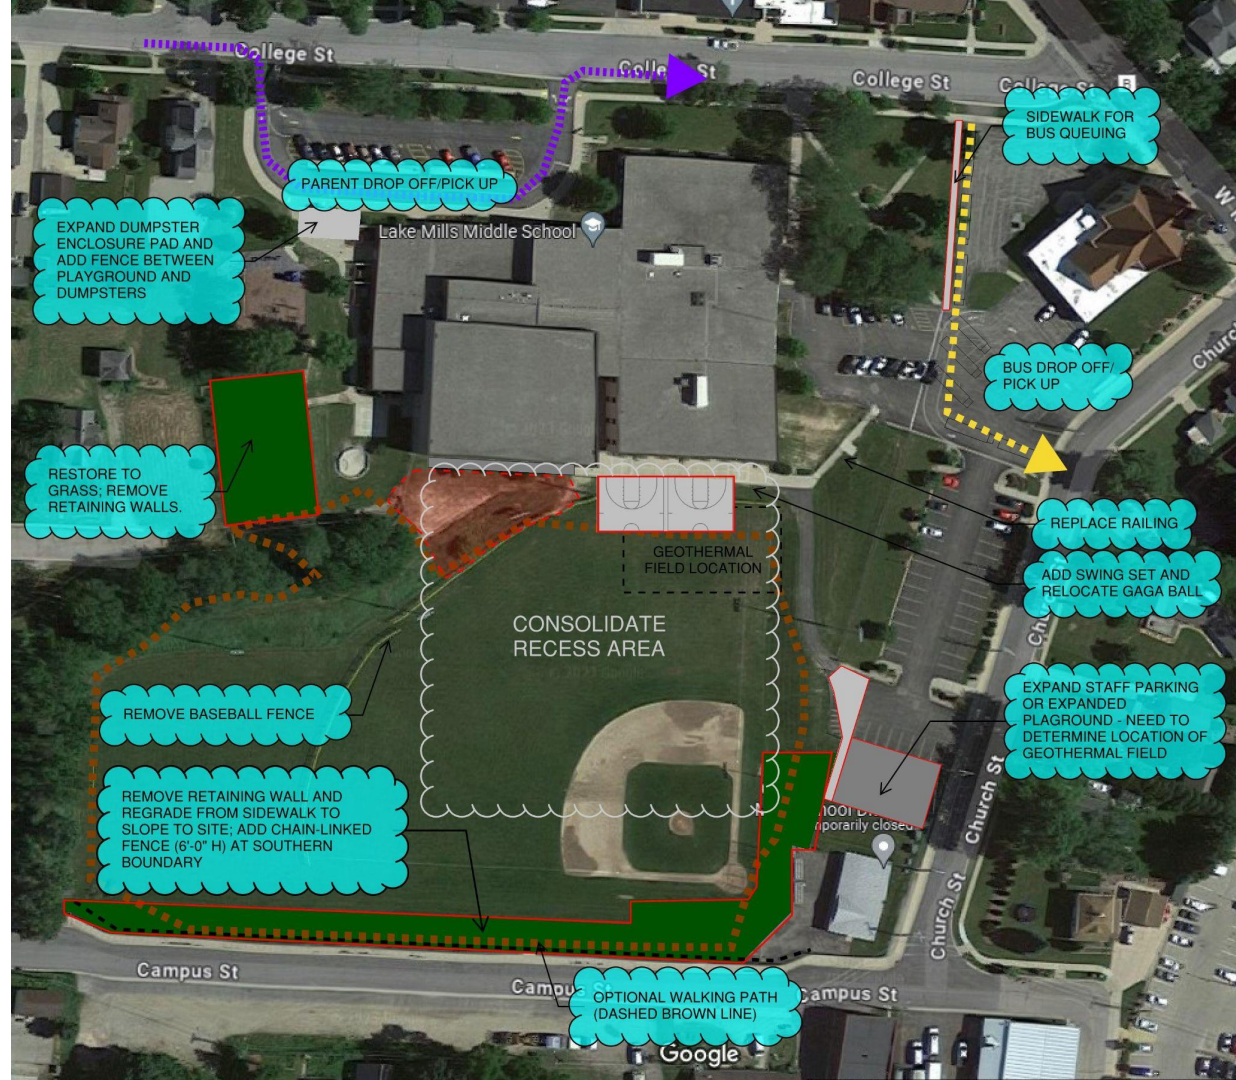 College St
College St
College St
College St
B
SIDEWALK FOR
BUS QUEUING
PARENT DROP OFF/PICK UP
EXPAND DUMPSTER
ENCLOSURE PAD AND
ADD FENCE BETWEEN
PLAYGROUND AND
DUMPSTERS
Lake Mills Middle School
Church
BUS DROP OFF/
PICK UP
RESTORE TO
GRASS; REMOVE
RETAINING WALLS.
REPLACE RAILING
GEOTHERMAL
FIELD LOCATION
ADD SWING SET AND
RELOCATE GAGA BALL
CONSOLIDATE
RECESS AREA
REMOVE BASEBALL FENCE
EXPAND STAFF PARKING
OR EXPANDED
PLAGROUND - NEED TO
DETERMINE LOCATION OF
GEOTHERMAL FIELD
REMOVE RETAINING WALL AND
REGRADE FROM SIDEWALK TO
SLOPE TO SITE; ADD CHAIN-LINKED
FENCE (6'-0" H) AT SOUTHERN
BOUNDARY
Church St
mporarily closed
Church St
Campus St
Campus St
OPTIONAL WALKING PATH
(DASHED BROWN LINE)
Google